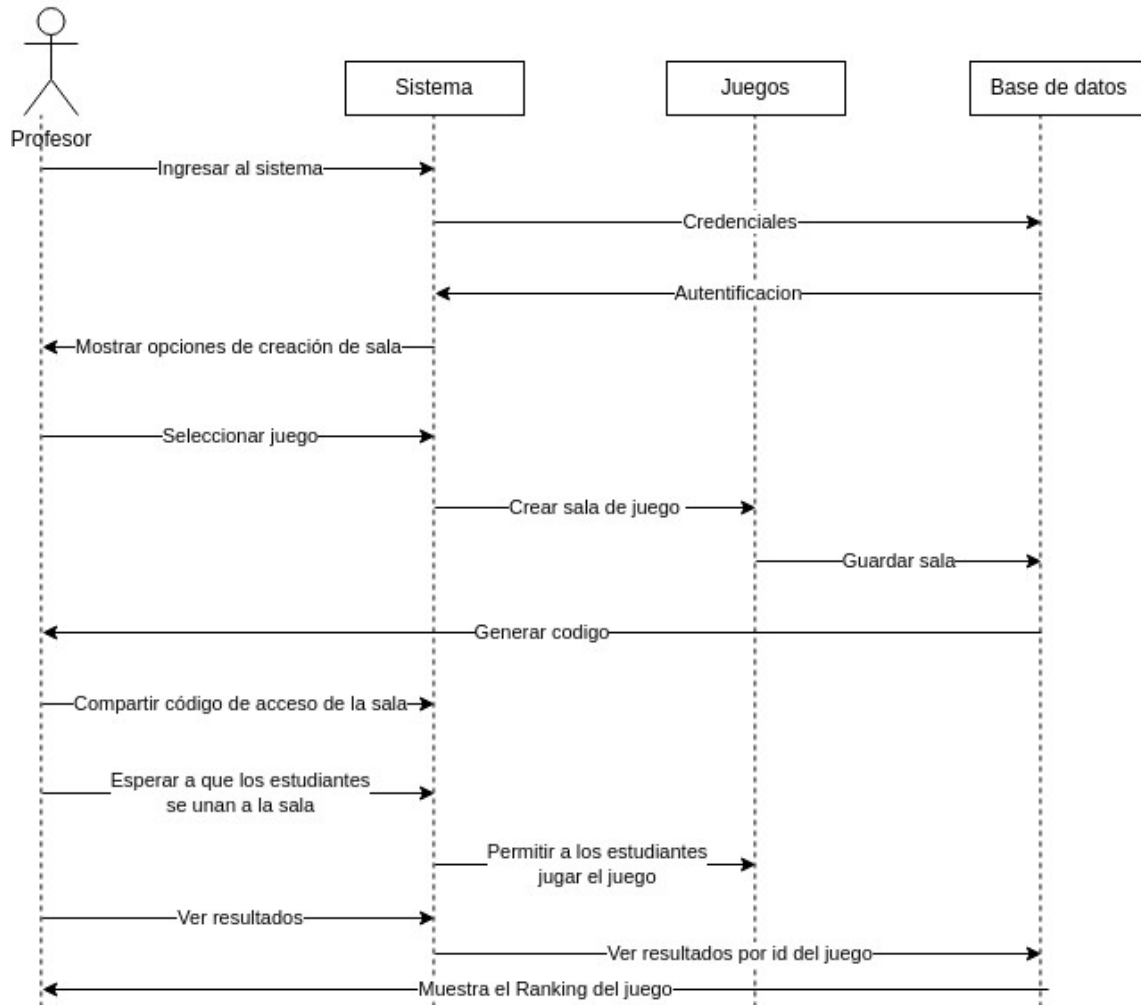 Sistema
Juegos
Base de datos
Profesor
Ingresar al sistema
Credenciales
Autentificacion
Mostrar opciones de creación de sala
Seleccionar juego
Crear sala de juego
Guardar sala
Generar codigo
Compartir código de acceso de la sala
Esperar a que los estudiantes
se unan a la sala
Permitir a los estudiantes
jugar el juego
Ver resultados
Ver resultados por id del juego
Muestra el Ranking del juego